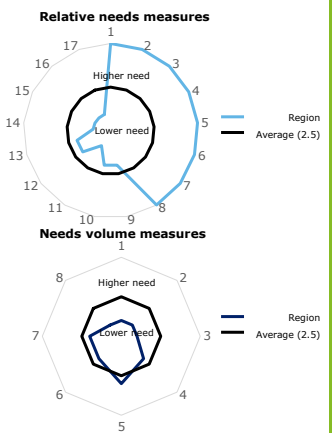 Relative needs measures
1
2
3
4
5
6
7
8
9
10
11
12
13
14
15
16
17
Higher need
Lower need
Region
Average (2.5)
Needs volume measures
1
2
3
4
5
6
7
8
Higher need
Lower need
Region
Average (2.5)